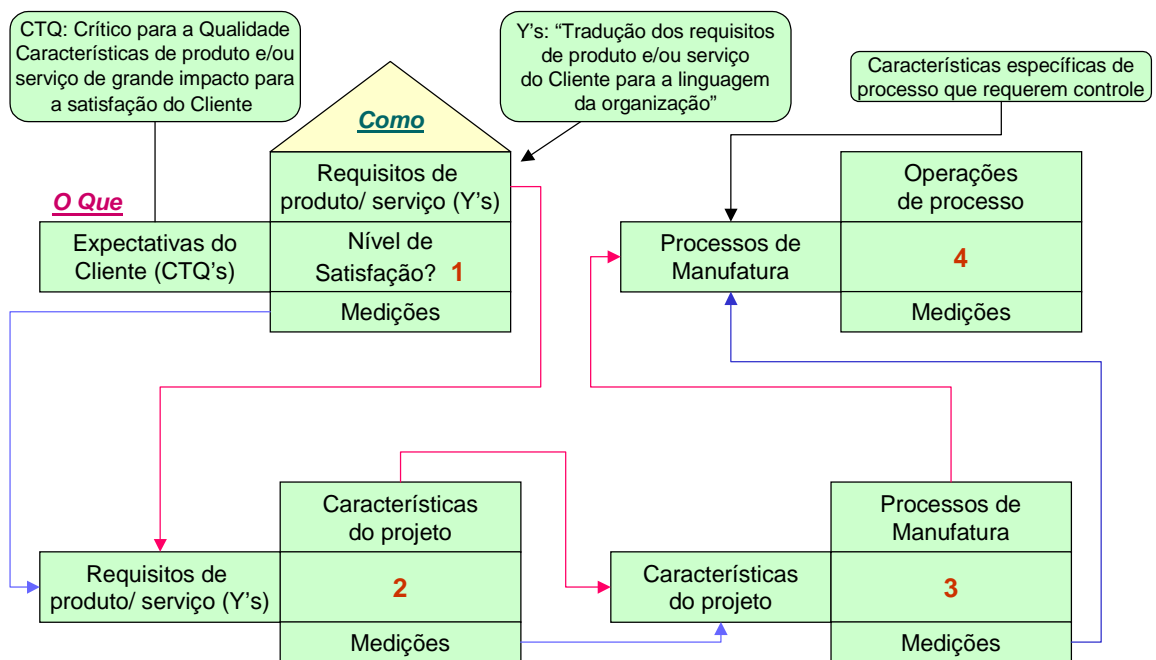 CTQ: Crítico para a Qualidade
Características de produto e/ou
serviço de grande impacto para
a satisfação do Cliente
Y's: “Tradução dos requisitos
de produto e/ou serviço
do Cliente para a linguagem
da organização”
Características específicas de
processo que requerem controle
Como
O Que
Requisitos de
produto/ serviço (Y's)
Expectativas do
Cliente (CTQ's)
Nível de
Satisfação? 1
Medições
Operações
de processo
Processos de
Manufatura
4
Medições
Características
do projeto
Requisitos de
produto/ serviço (Y's)
2
Medições
Processos de
Manufatura
Características
do projeto
3
Medições